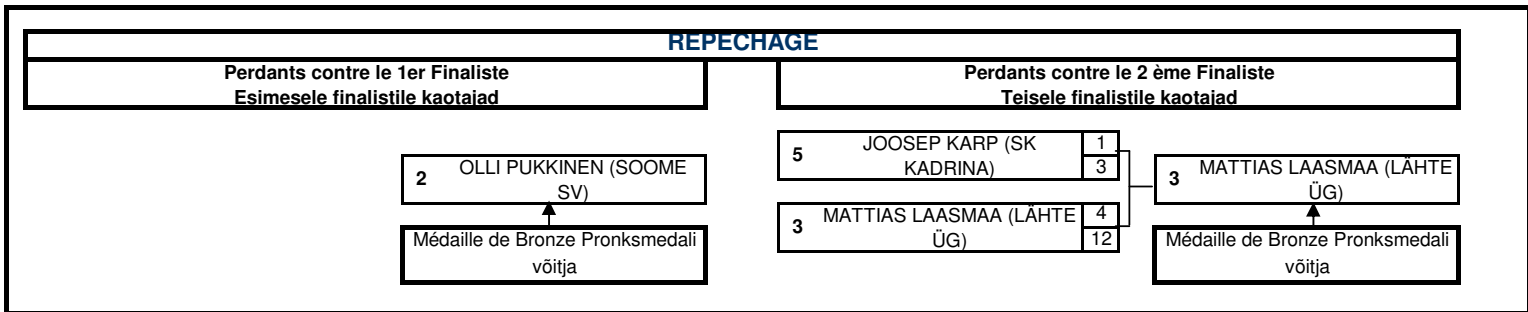 REPECHAGE
Perdants contre le 1er Finaliste
Esimesele finalistile kaotajad
Perdants contre le 2 ème Finaliste
Teisele finalistile kaotajad
2 OLLI PUKKINEN (SOOME
SV)
Médaille de Bronze Pronksmedali
võitja
5 JOOSEP KARP (SK
KADRINA)
1
3
3 MATTIAS LAASMAA (LÄHTE
ÜG)
4
12
3 MATTIAS LAASMAA (LÄHTE
ÜG)
Médaille de Bronze Pronksmedali
võitja